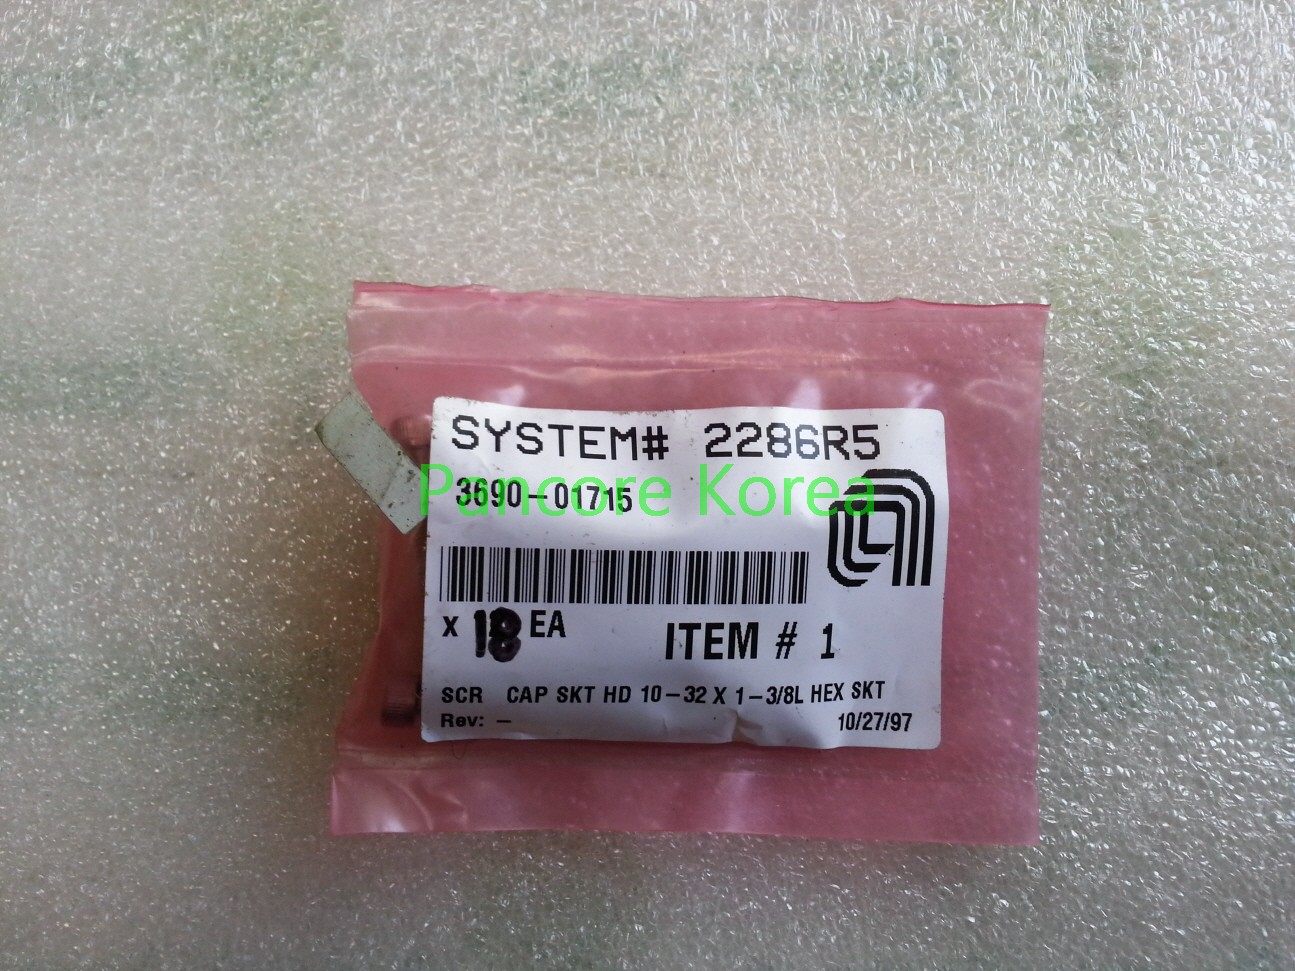 SYSTEM# 2286R5
3690-01715
Pancore Korea
x 18 EA
ITEM # 1
SCR CAP SKT HD 10-32 X 1-3/8L HEX SKT
Rev: -
10/27/97